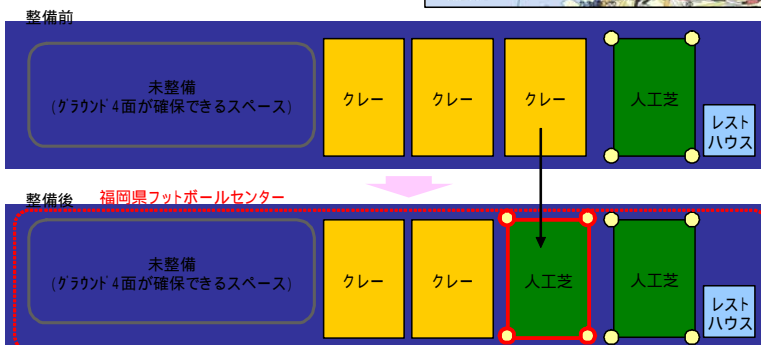 整備前
未整備
(グラウンド4面が確保できるスペース)
クレー
クレー
クレー
人工芝
レスト
ハウス
整備後
福岡県フットボールセンター
未整備
(グラウンド4面が確保できるスペース)
クレー
クレー
人工芝
人工芝
レスト
ハウス